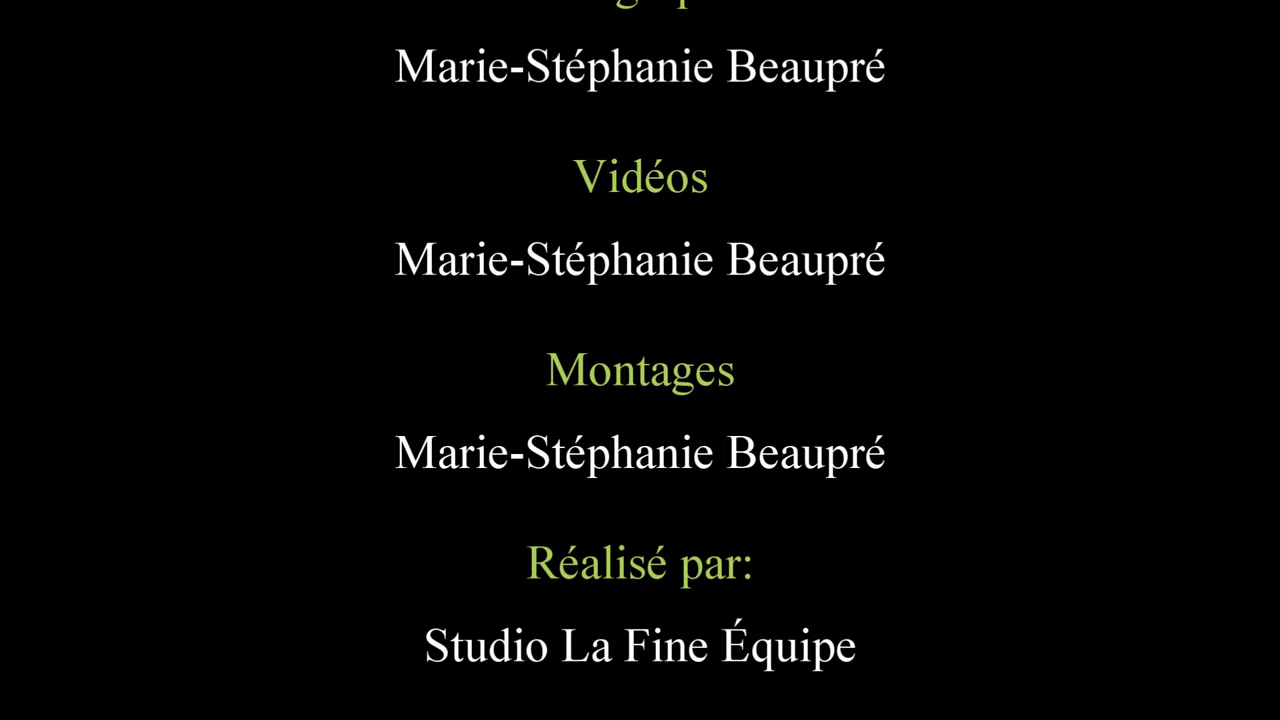 Marie-Stéphanie Beaupré
Vidéos
Marie-Stéphanie Beaupré
Montages
Marie-Stéphanie Beaupré
Réalisé par:
Studio La Fine Équipe